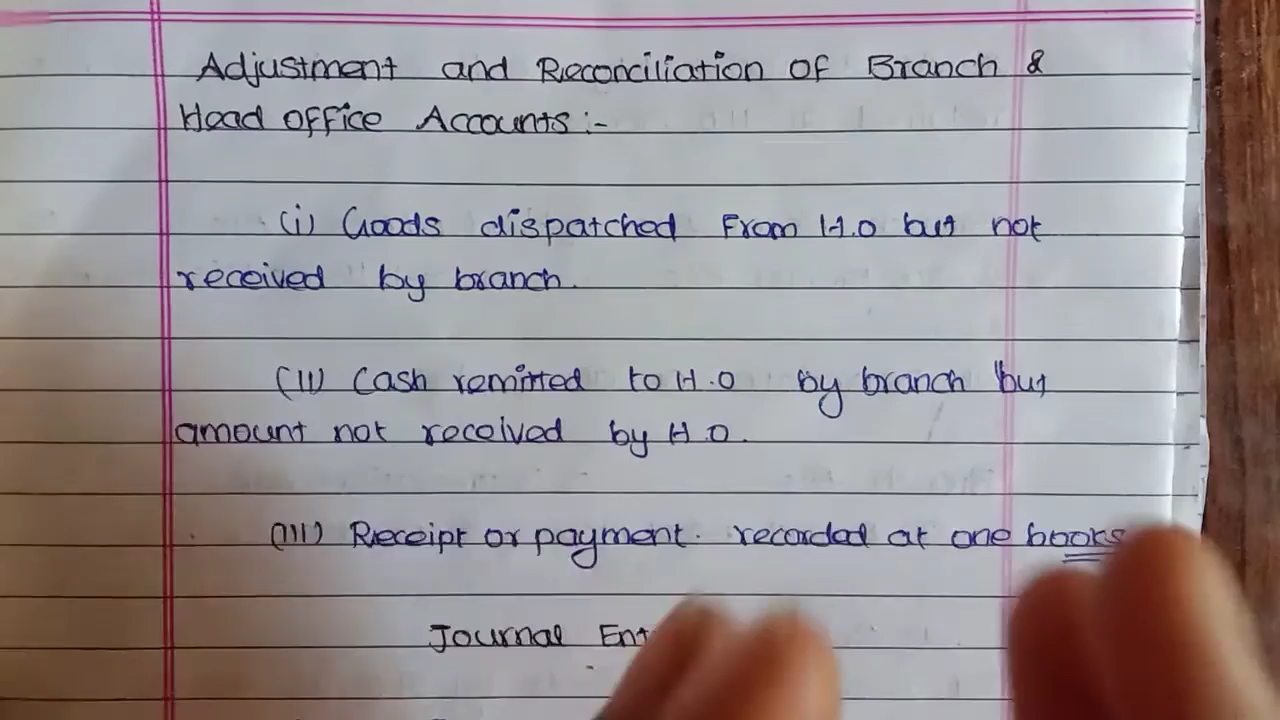 Adjustment and Reconciliation of Branch &
Head office Accounts :-
(i) Goods dispatched From H.O but not
received by branch.
(II) Cash remitted to H.O by branch but
amount not received by H.O.
(III) Receipt or payment. recorded at one books
Journal